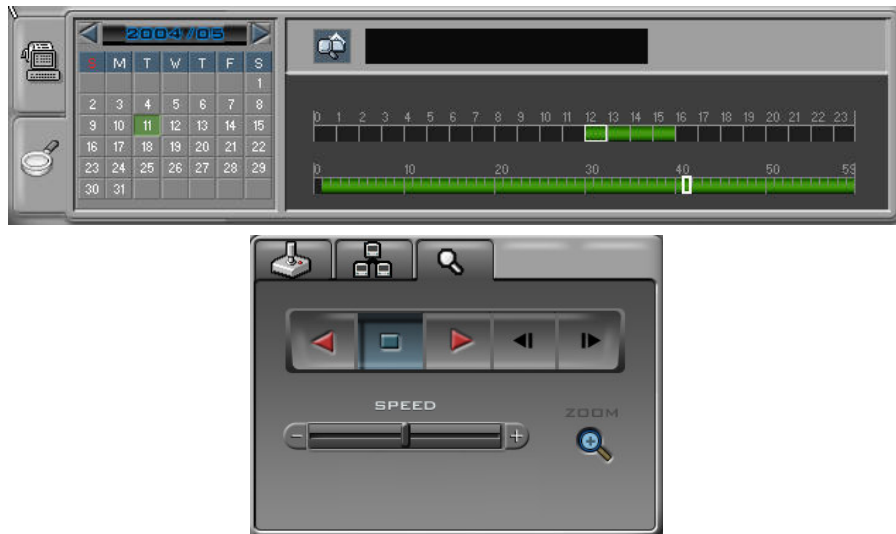 2004/05
S M T W T F S
1
2 3 4 5 6 7 8
9 10 11 12 13 14 15
16 17 18 19 20 21 22
23 24 25 26 27 28 29
30 31
0 1 2 3 4 5 6 7 8 9 10 11 12 13 14 15 16 17 18 19 20 21 22 23
0 10 20 30 40 50 59
SPEED
ZOOM